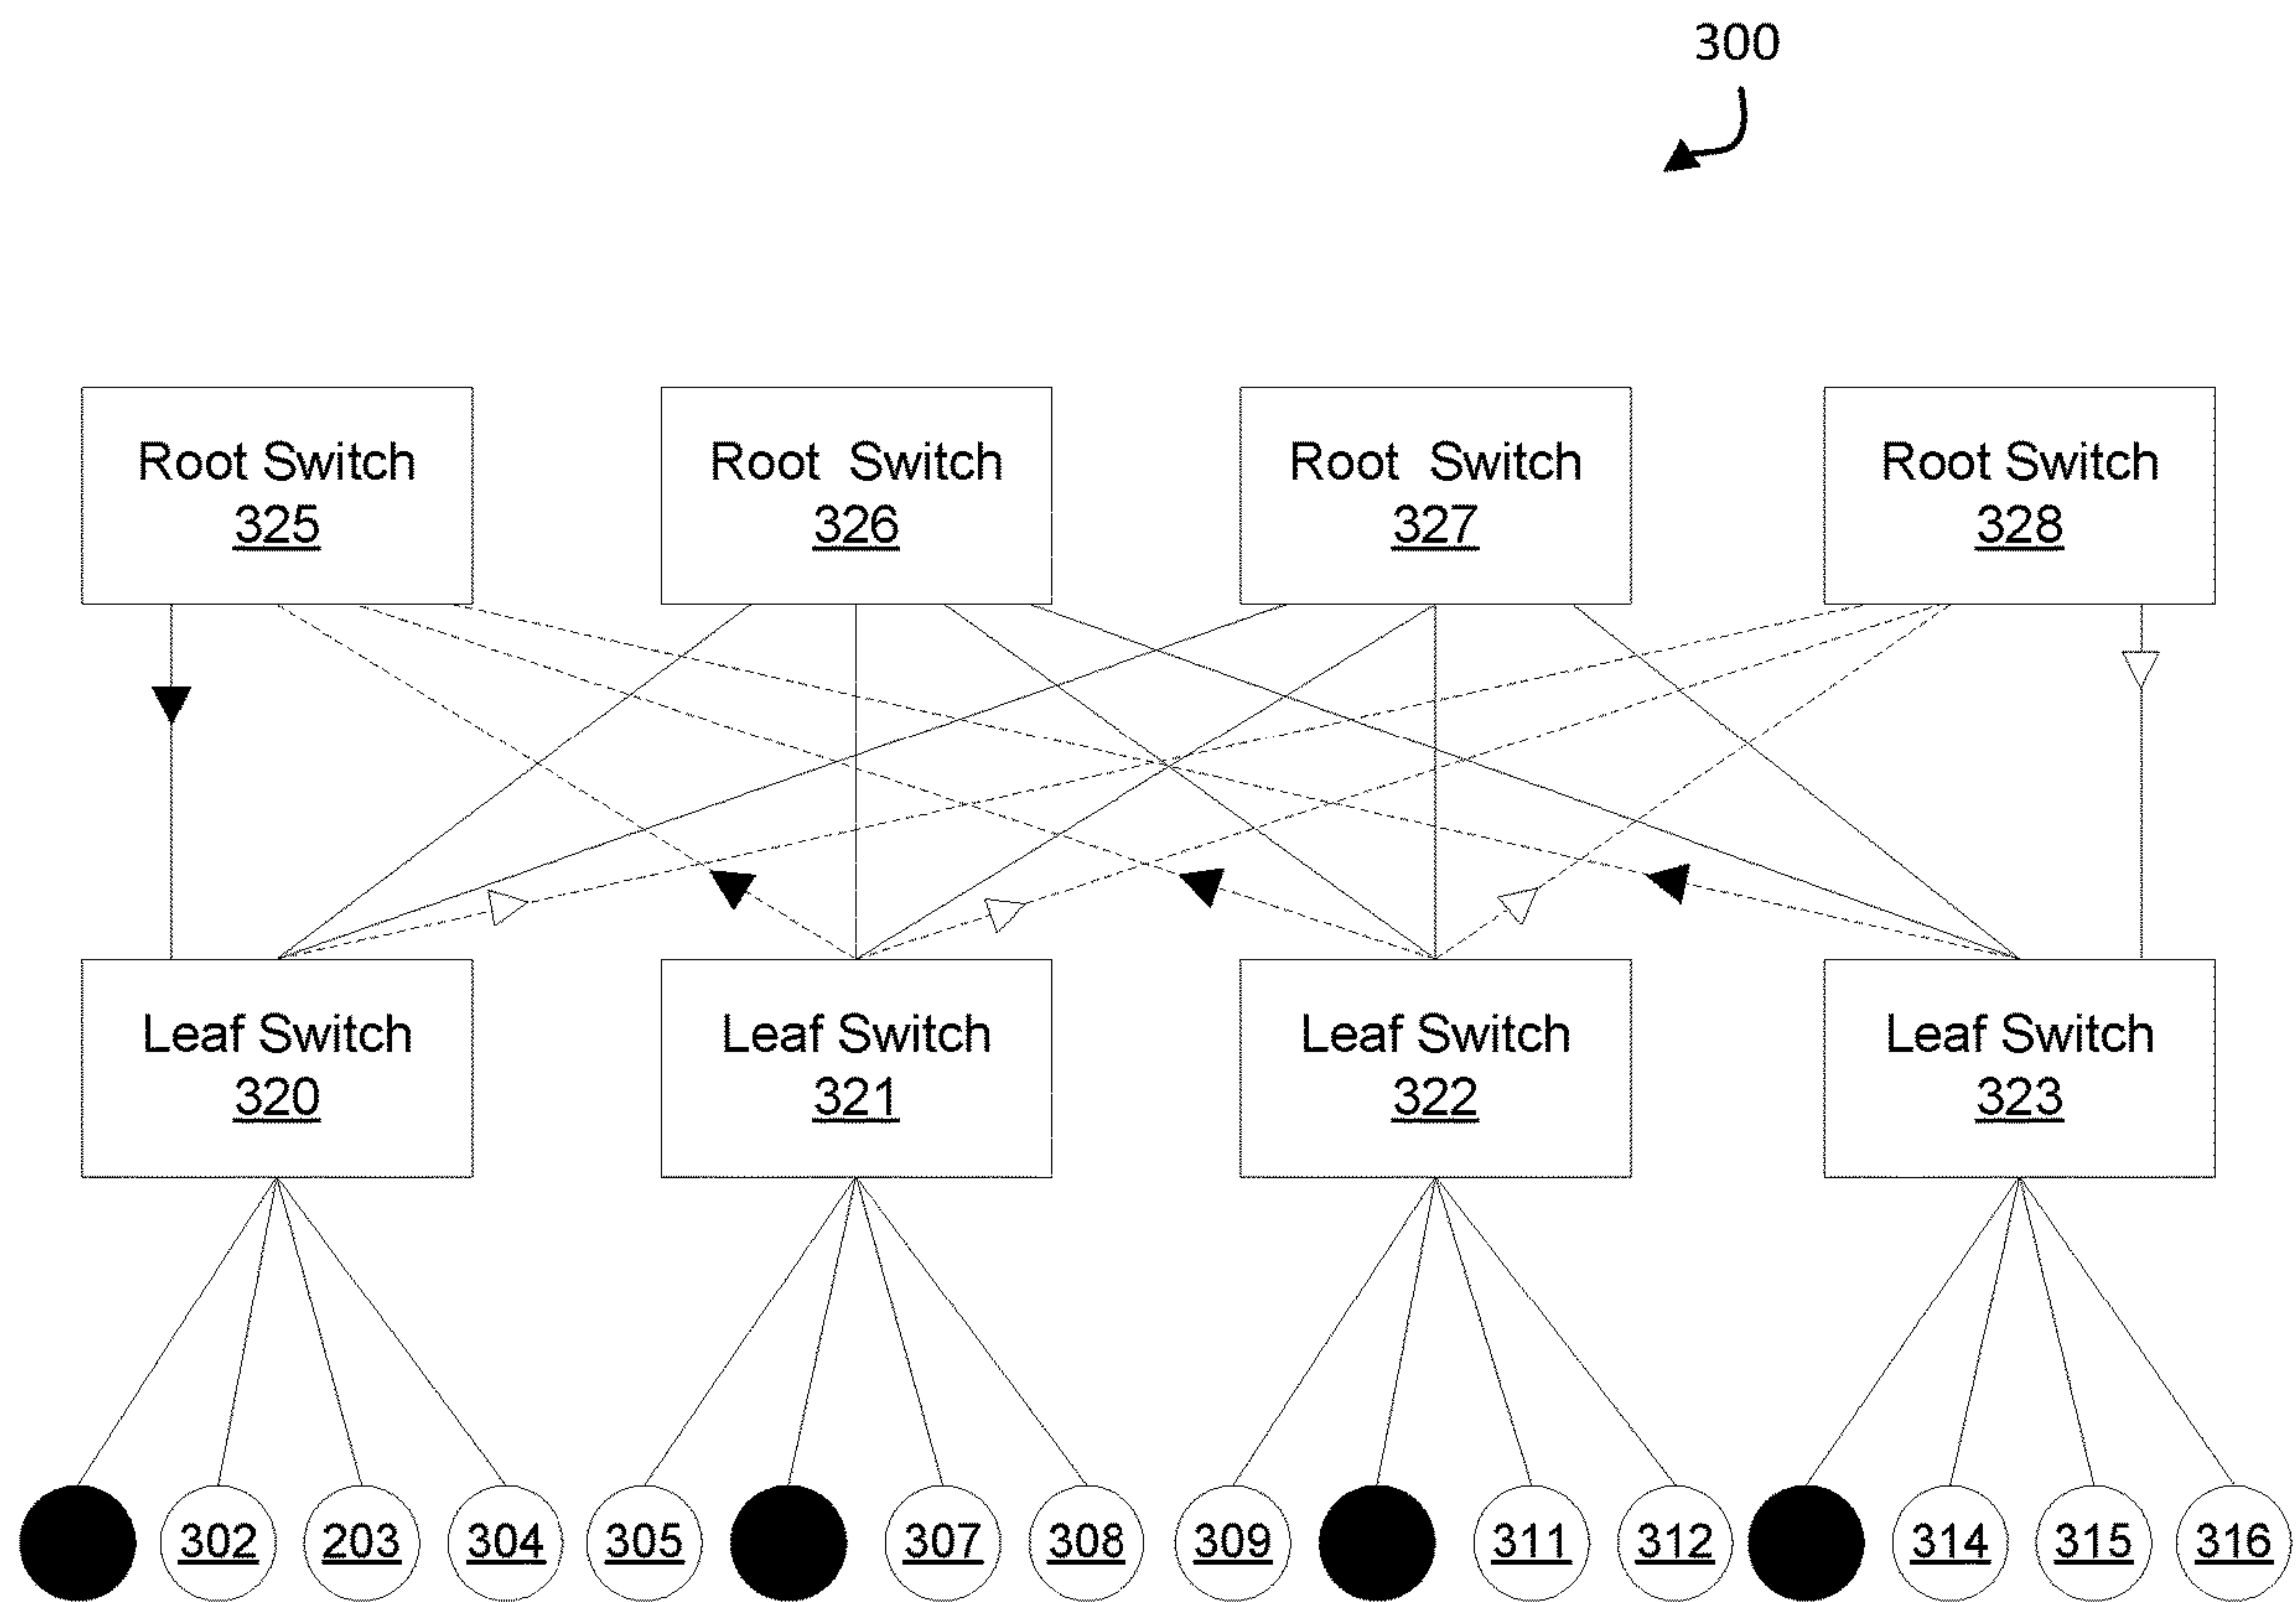 300
Root Switch
325
Root Switch
326
Root Switch
327
Root Switch
328
Leaf Switch
320
Leaf Switch
321
Leaf Switch
322
Leaf Switch
323
302 203 304 305 307 308 309 311 312 314 315 316